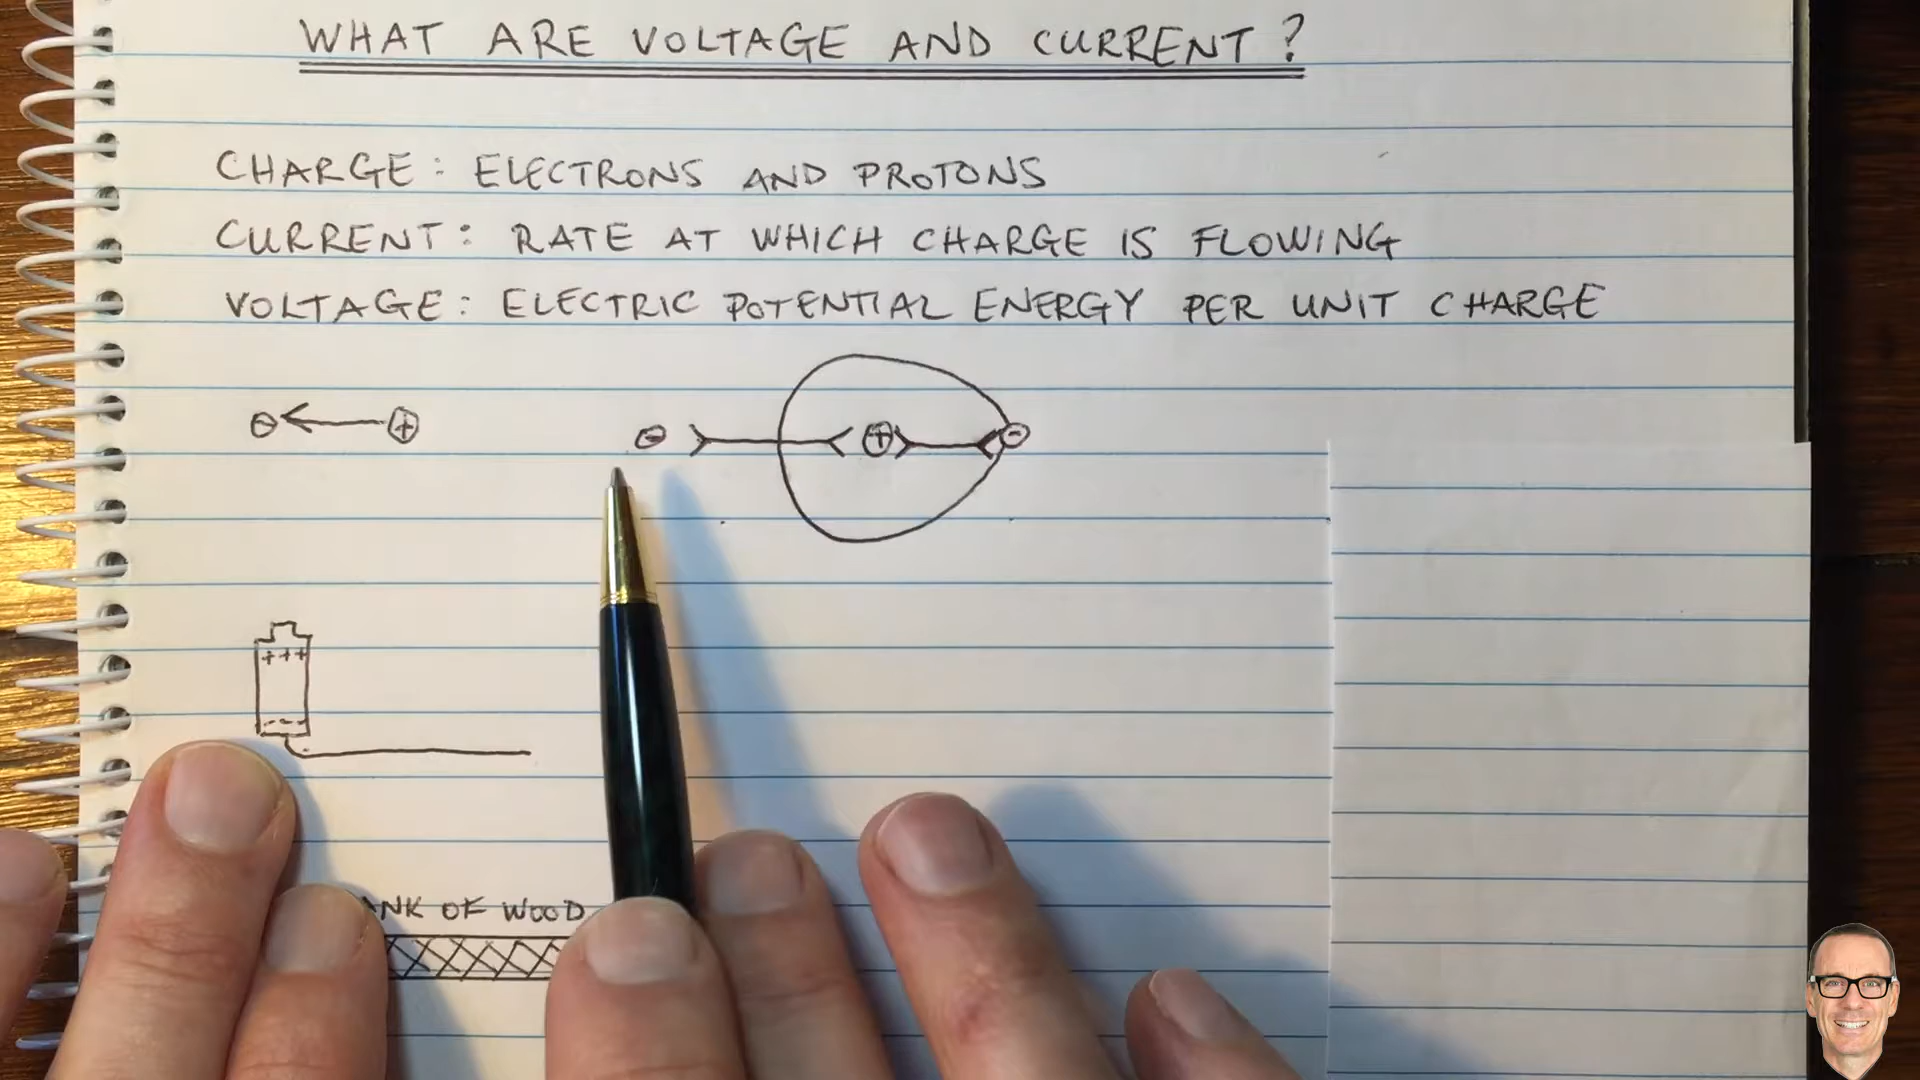 WHAT ARE VOLTAGE AND CURRENT?
CHARGE: ELECTRONS AND PROTONS
CURRENT: RATE AT WHICH CHARGE IS FLOWING
VOLTAGE: ELECTRIC POTENTIAL ENERGY PER UNIT CHARGE
⊖ ⊕ ⊖ ⊕ ⊖
+++
---
OF WOOD